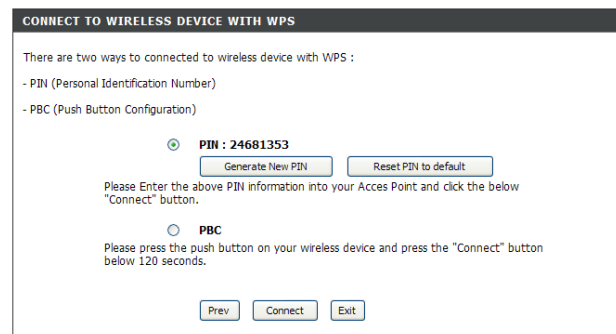 CONNECT TO WIRELESS DEVICE WITH WPS
There are two ways to connected to wireless device with WPS :
- PIN (Personal Identification Number)
- PBC (Push Button Configuration)
PIN : 24681353
Generate New PIN Reset PIN to default
Please Enter the above PIN information into your Acces Point and click the below
"Connect" button.
PBC
Please press the push button on your wireless device and press the "Connect" button
below 120 seconds.
Prev Connect Exit